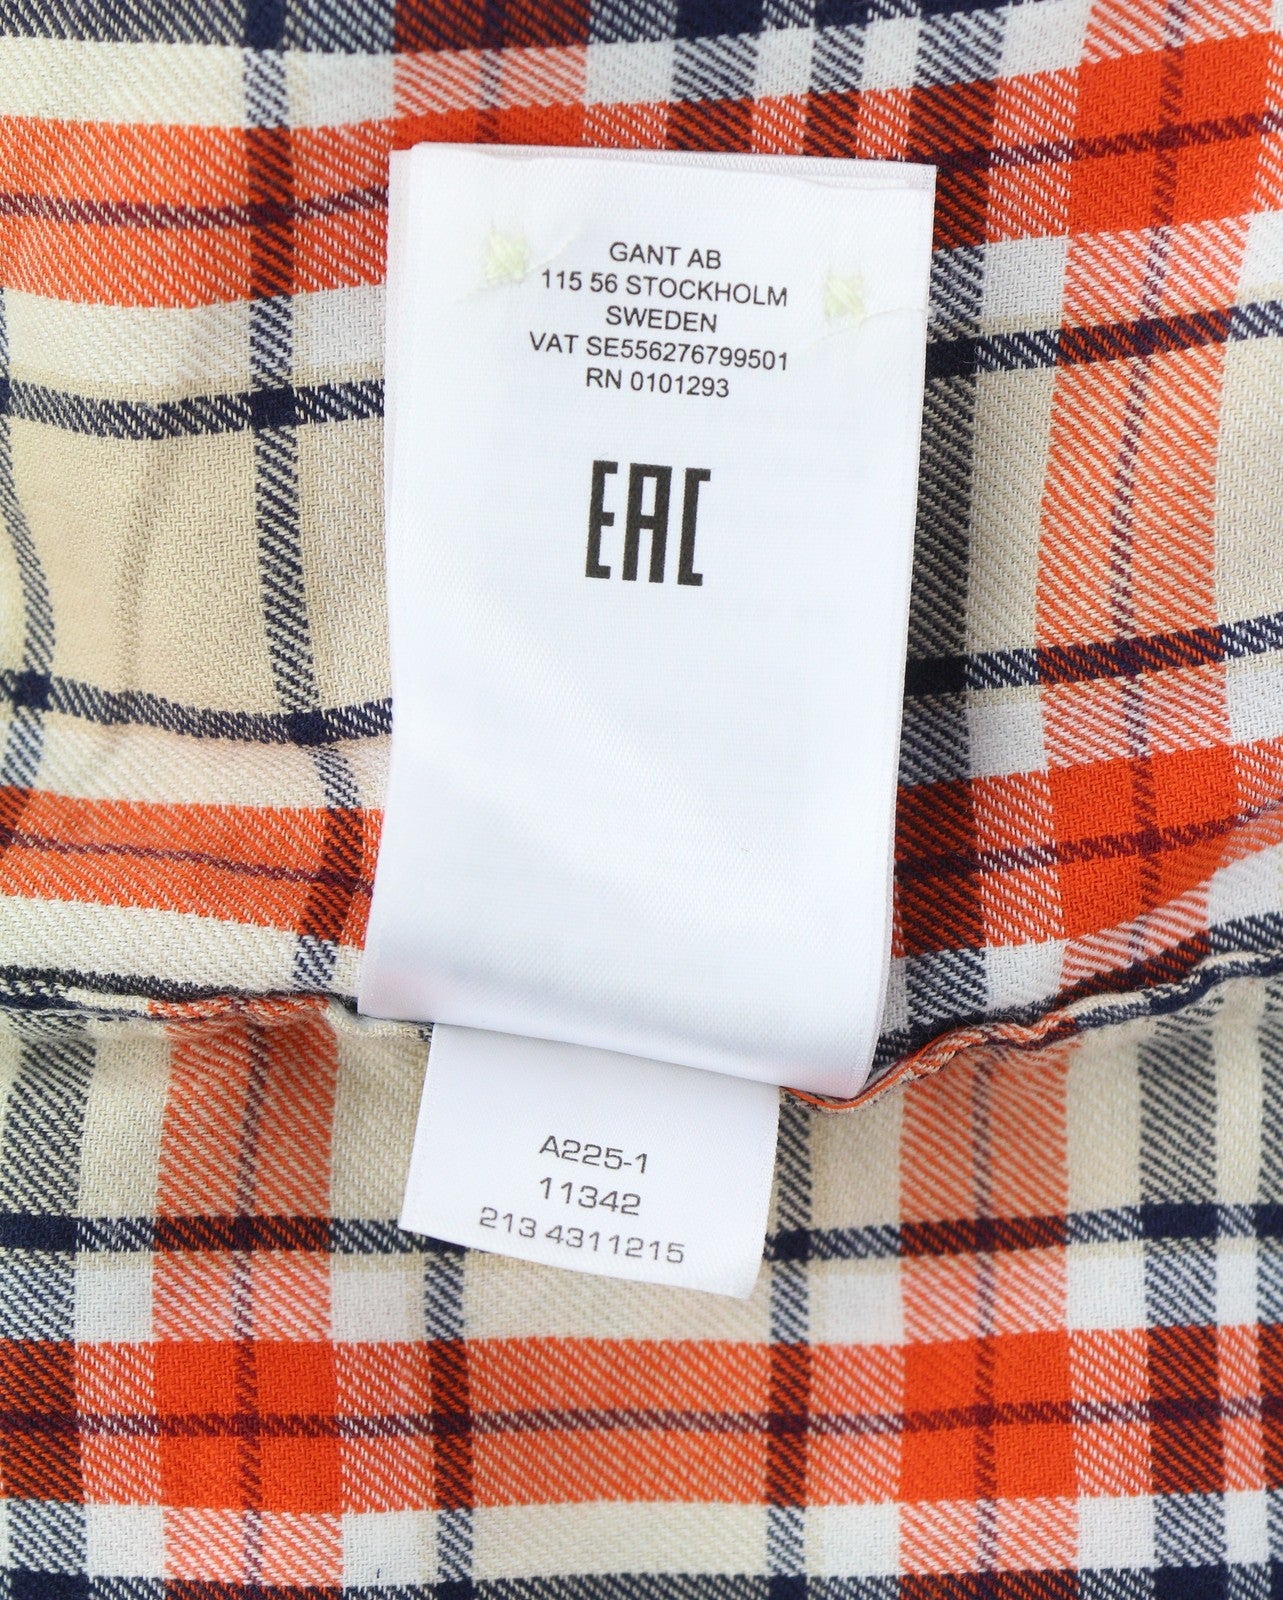 GANT AB
115 56 STOCKHOLM
SWEDEN
VAT SE556276799501
RN 0101293
EAC
A225-1
11342
213 4311215